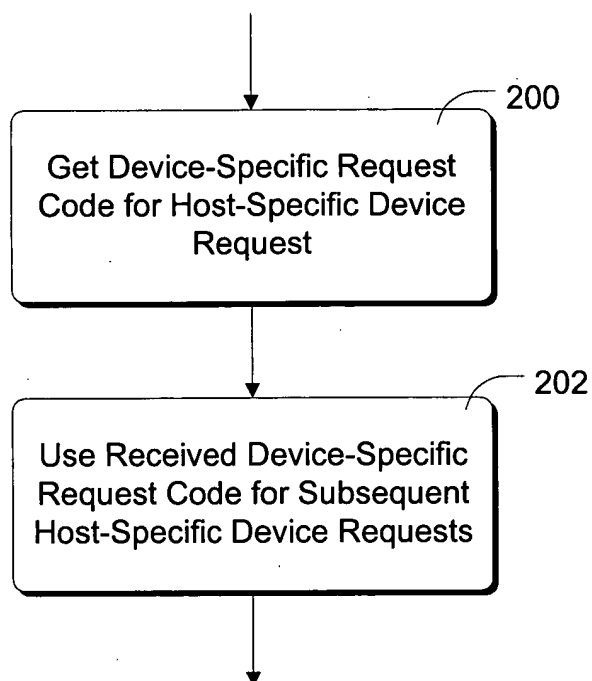 200
Get Device-Specific Request
Code for Host-Specific Device
Request
202
Use Received Device-Specific
Request Code for Subsequent
Host-Specific Device Requests